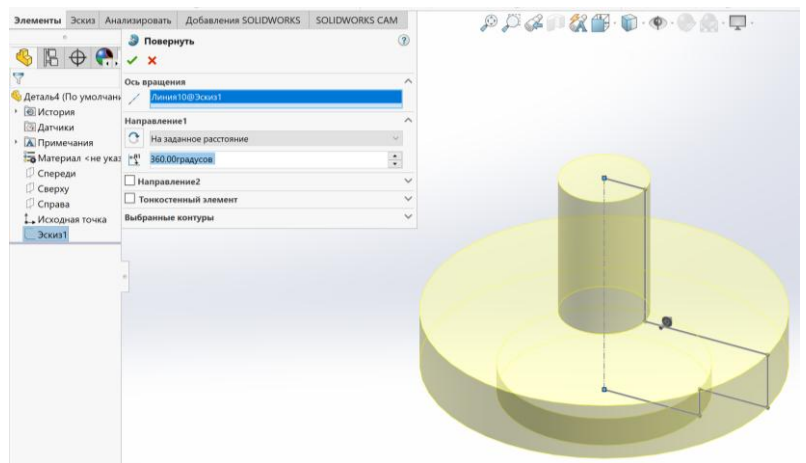 Элементы Эскиз Анализировать Добавления SOLIDWORKS SOLIDWORKS CAM
Повернуть
Ось вращения
Линия10@Эскиз1
Направление1
На заданное расстояние
360.00градусов
Направление2
Тонкостенный элемент
Выбранные контуры
Деталь4 (По умолчани
История
Датчики
Примечания
Материал <не указ
Спереди
Сверху
Справа
Исходная точка
Эскиз1